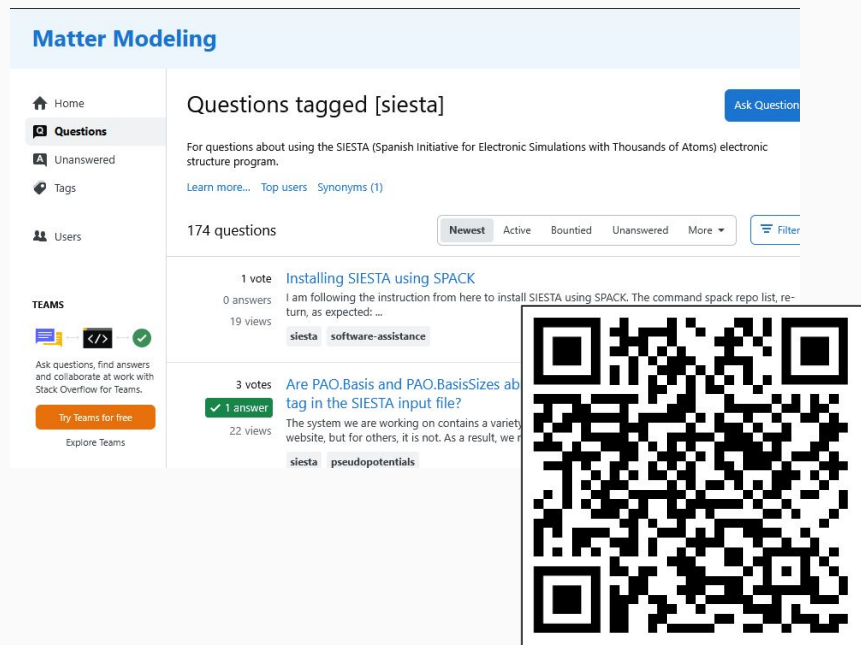 Matter Modeling
Home
Questions
Unanswered
Tags
Users
TEAMS
Ask questions, find answers
and collaborate at work with
Stack Overflow for Teams.
Try Teams for free
Explore Teams
Questions tagged [siesta]
Ask Question
For questions about using the SIESTA (Spanish Initiative for Electronic Simulations with Thousands of Atoms) electronic
structure program.
Learn more... Top users Synonyms (1)
174 questions
Newest Active Bountied Unanswered More
Filter
1 vote
0 answers
19 views
Installing SIESTA using SPACK
I am following the instruction from here to install SIESTA using SPACK. The command spack repo list, re-
turn, as expected: ...
siesta software-assistance
3 votes
1 answer
22 views
Are PAO.Basis and PAO.BasisSizes ab
tag in the SIESTA input file?
The system we are working on contains a variety
website, but for others, it is not. As a result, we
siesta pseudopotentials